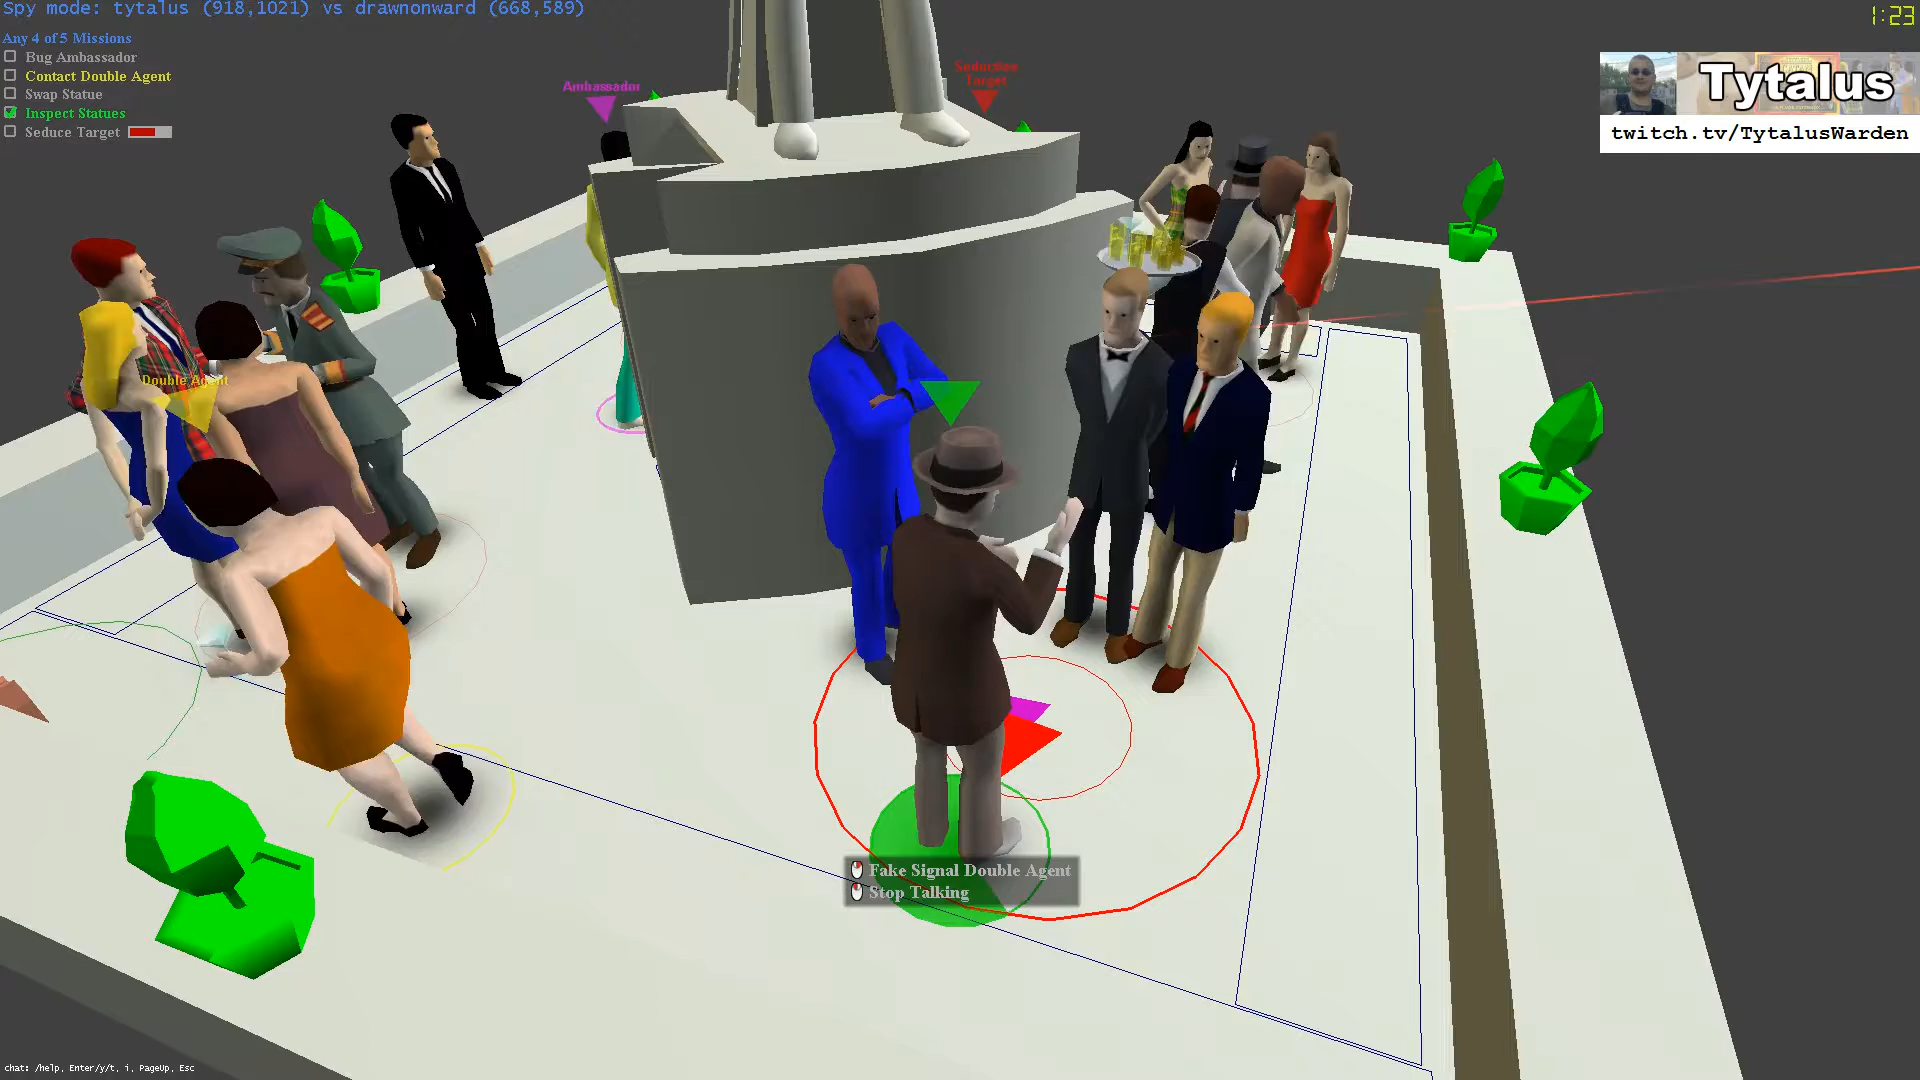 Spy mode: tytalus (918,1021) vs drawnonward (668,589)
1:23
Any 4 of 5 Missions
Bug Ambassador
Contact Double Agent
Swap Statue
Inspect Statues
Seduce Target
Ambassador
Seduction
Target
Tytalus
twitch.tv/TytalusWarden
Double Agent
Fake Signal Double Agent
Stop Talking
chat: /help, Enter/y/t, i, PageUp, Esc